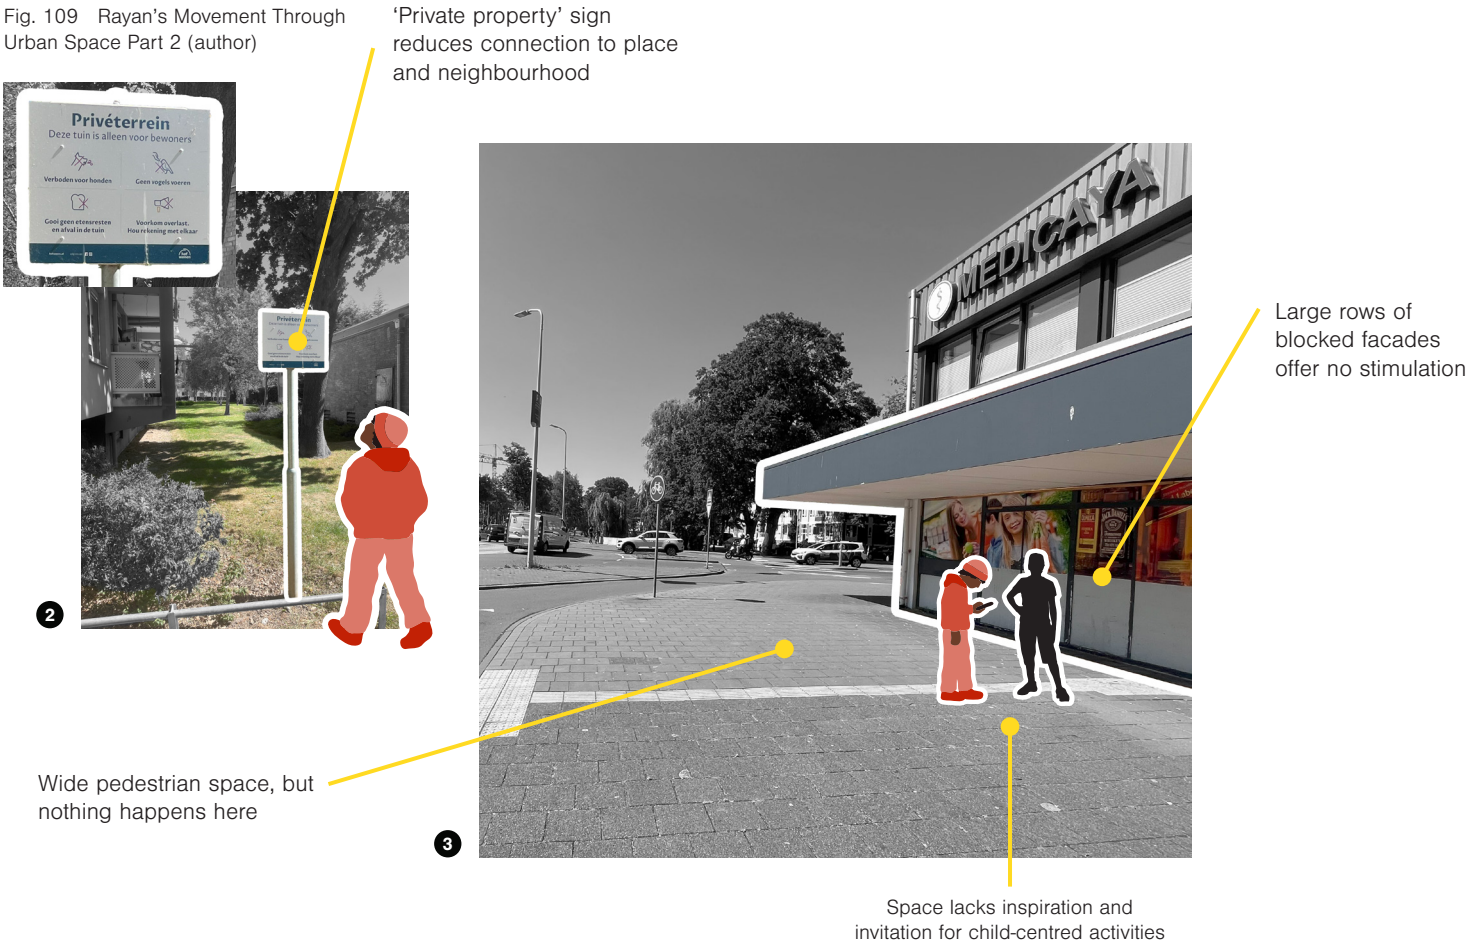 Fig. 109 Rayan’s Movement Through
Urban Space Part 2 (author)
‘Private property’ sign
reduces connection to place
and neighbourhood
Privéterrein
Deze tuin is alleen voor bewoners
Verboden voor honden
Geen vogels voeren
Gooi geen etensresten
en afval in de tuin
Voorkom overlast.
Hou rekening met elkaar
Privéterrein
2
MEDICAYA
JACK DANIEL'S
Large rows of
blocked facades
offer no stimulation
Wide pedestrian space, but
nothing happens here
3
Space lacks inspiration and
invitation for child-centred activities